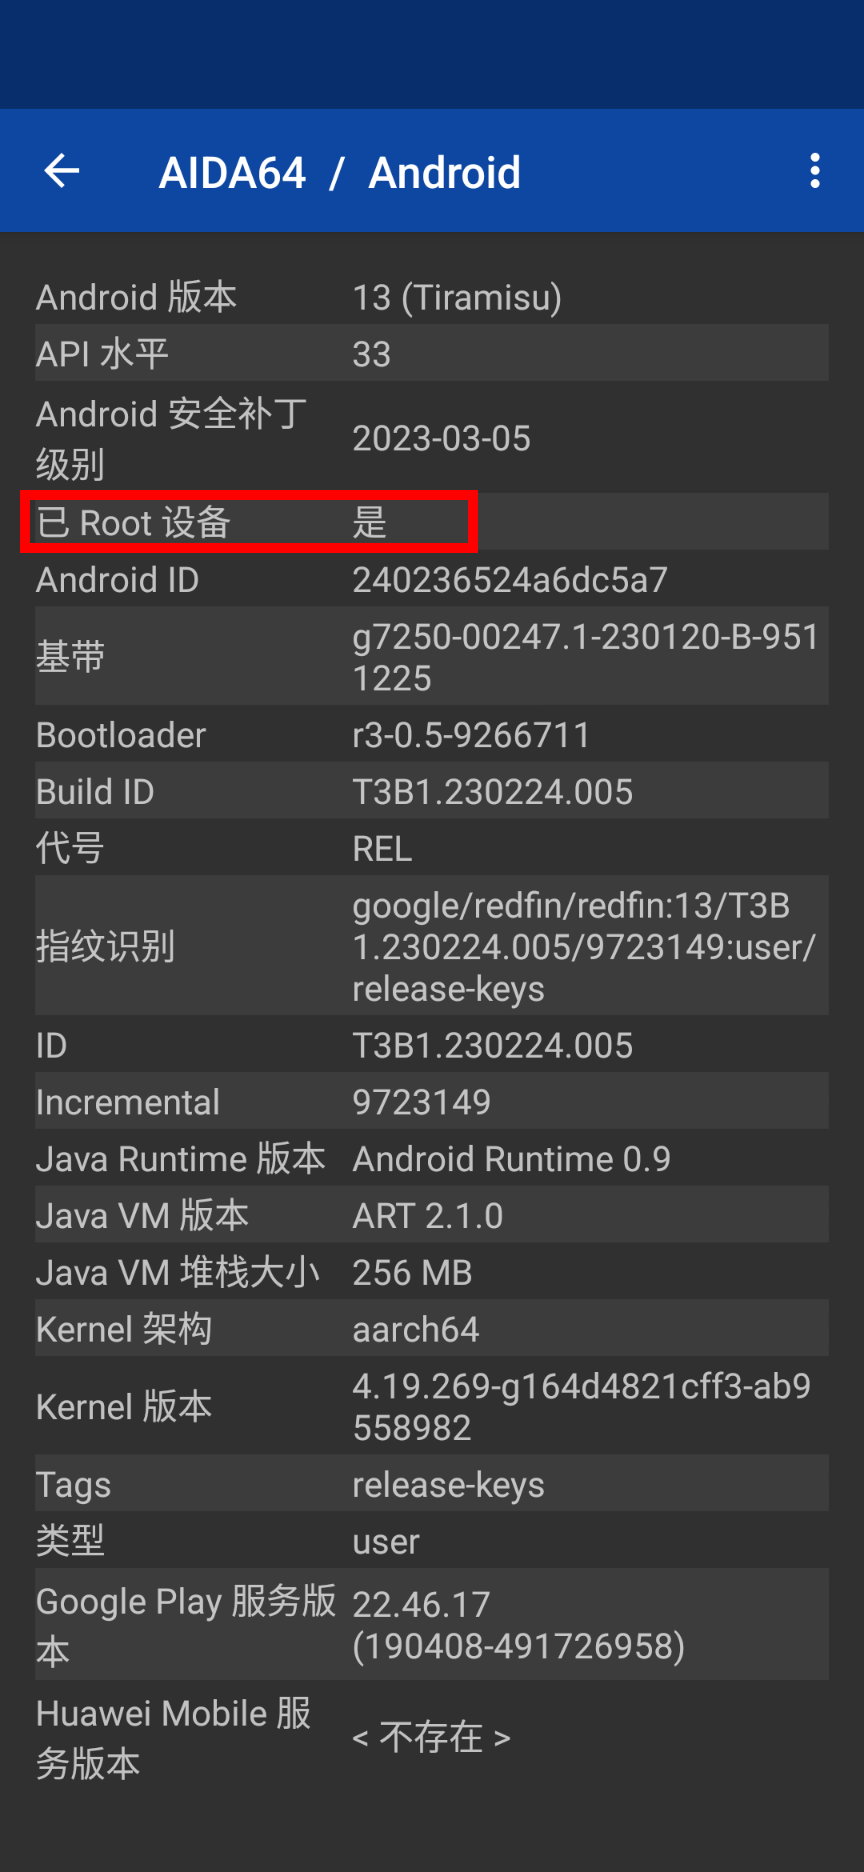 AIDA64 / Android
Android 版本 13 (Tiramisu)
API 水平 33
Android 安全补丁
级别
2023-03-05
已 Root 设备 是
Android ID 240236524a6dc5a7
基带
g7250-00247.1-230120-B-951
1225
Bootloader r3-0.5-9266711
Build ID T3B1.230224.005
代号 REL
指纹识别
google/redfin/redfin:13/T3B
1.230224.005/9723149:user/
release-keys
ID T3B1.230224.005
Incremental 9723149
Java Runtime 版本 Android Runtime 0.9
Java VM 版本 ART 2.1.0
Java VM 堆栈大小 256 MB
Kernel 架构 aarch64
Kernel 版本
4.19.269-g164d4821cff3-ab9
558982
Tags release-keys
类型 user
Google Play 服务版
本
22.46.17
(190408-491726958)
Huawei Mobile 服
务版本
< 不存在 >